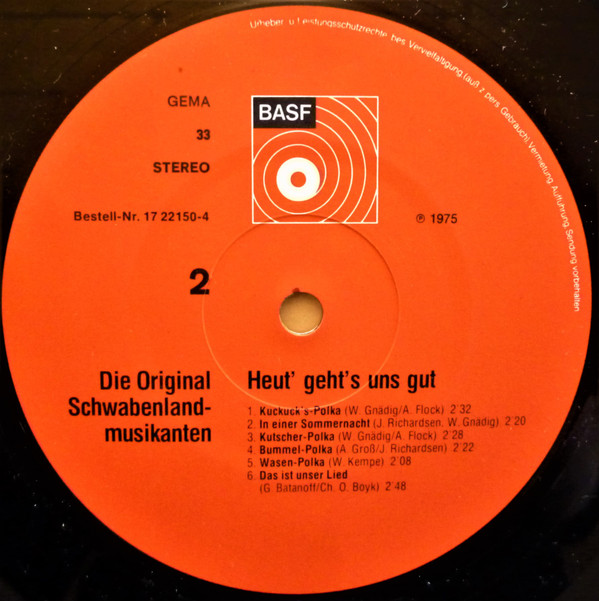 Urheber u Leistungsschutzrechte bes Vervielfältigung (auß z pers Gebrauch) Vermietung Aufführung Sendung vorbehalten
GEMA
33
STEREO
Bestell-Nr. 17 22150-4
BASF
℗ 1975
2
Die Original
Schwabenland-
musikanten
Heut' geht's uns gut
1. Kuckuck's-Polka (W. Gnädig/A. Flock) 2'32
2. In einer Sommernacht (J. Richardsen, W. Gnädig) 2'20
3. Kutscher-Polka (W. Gnädig/A. Flock) 2'28
4. Bummel-Polka (A. Groß/J. Richardsen) 2'22
5. Wasen-Polka (W. Kempe) 2'08
6. Das ist unser Lied
(G. Batanoff/Ch. O. Boyk) 2'48